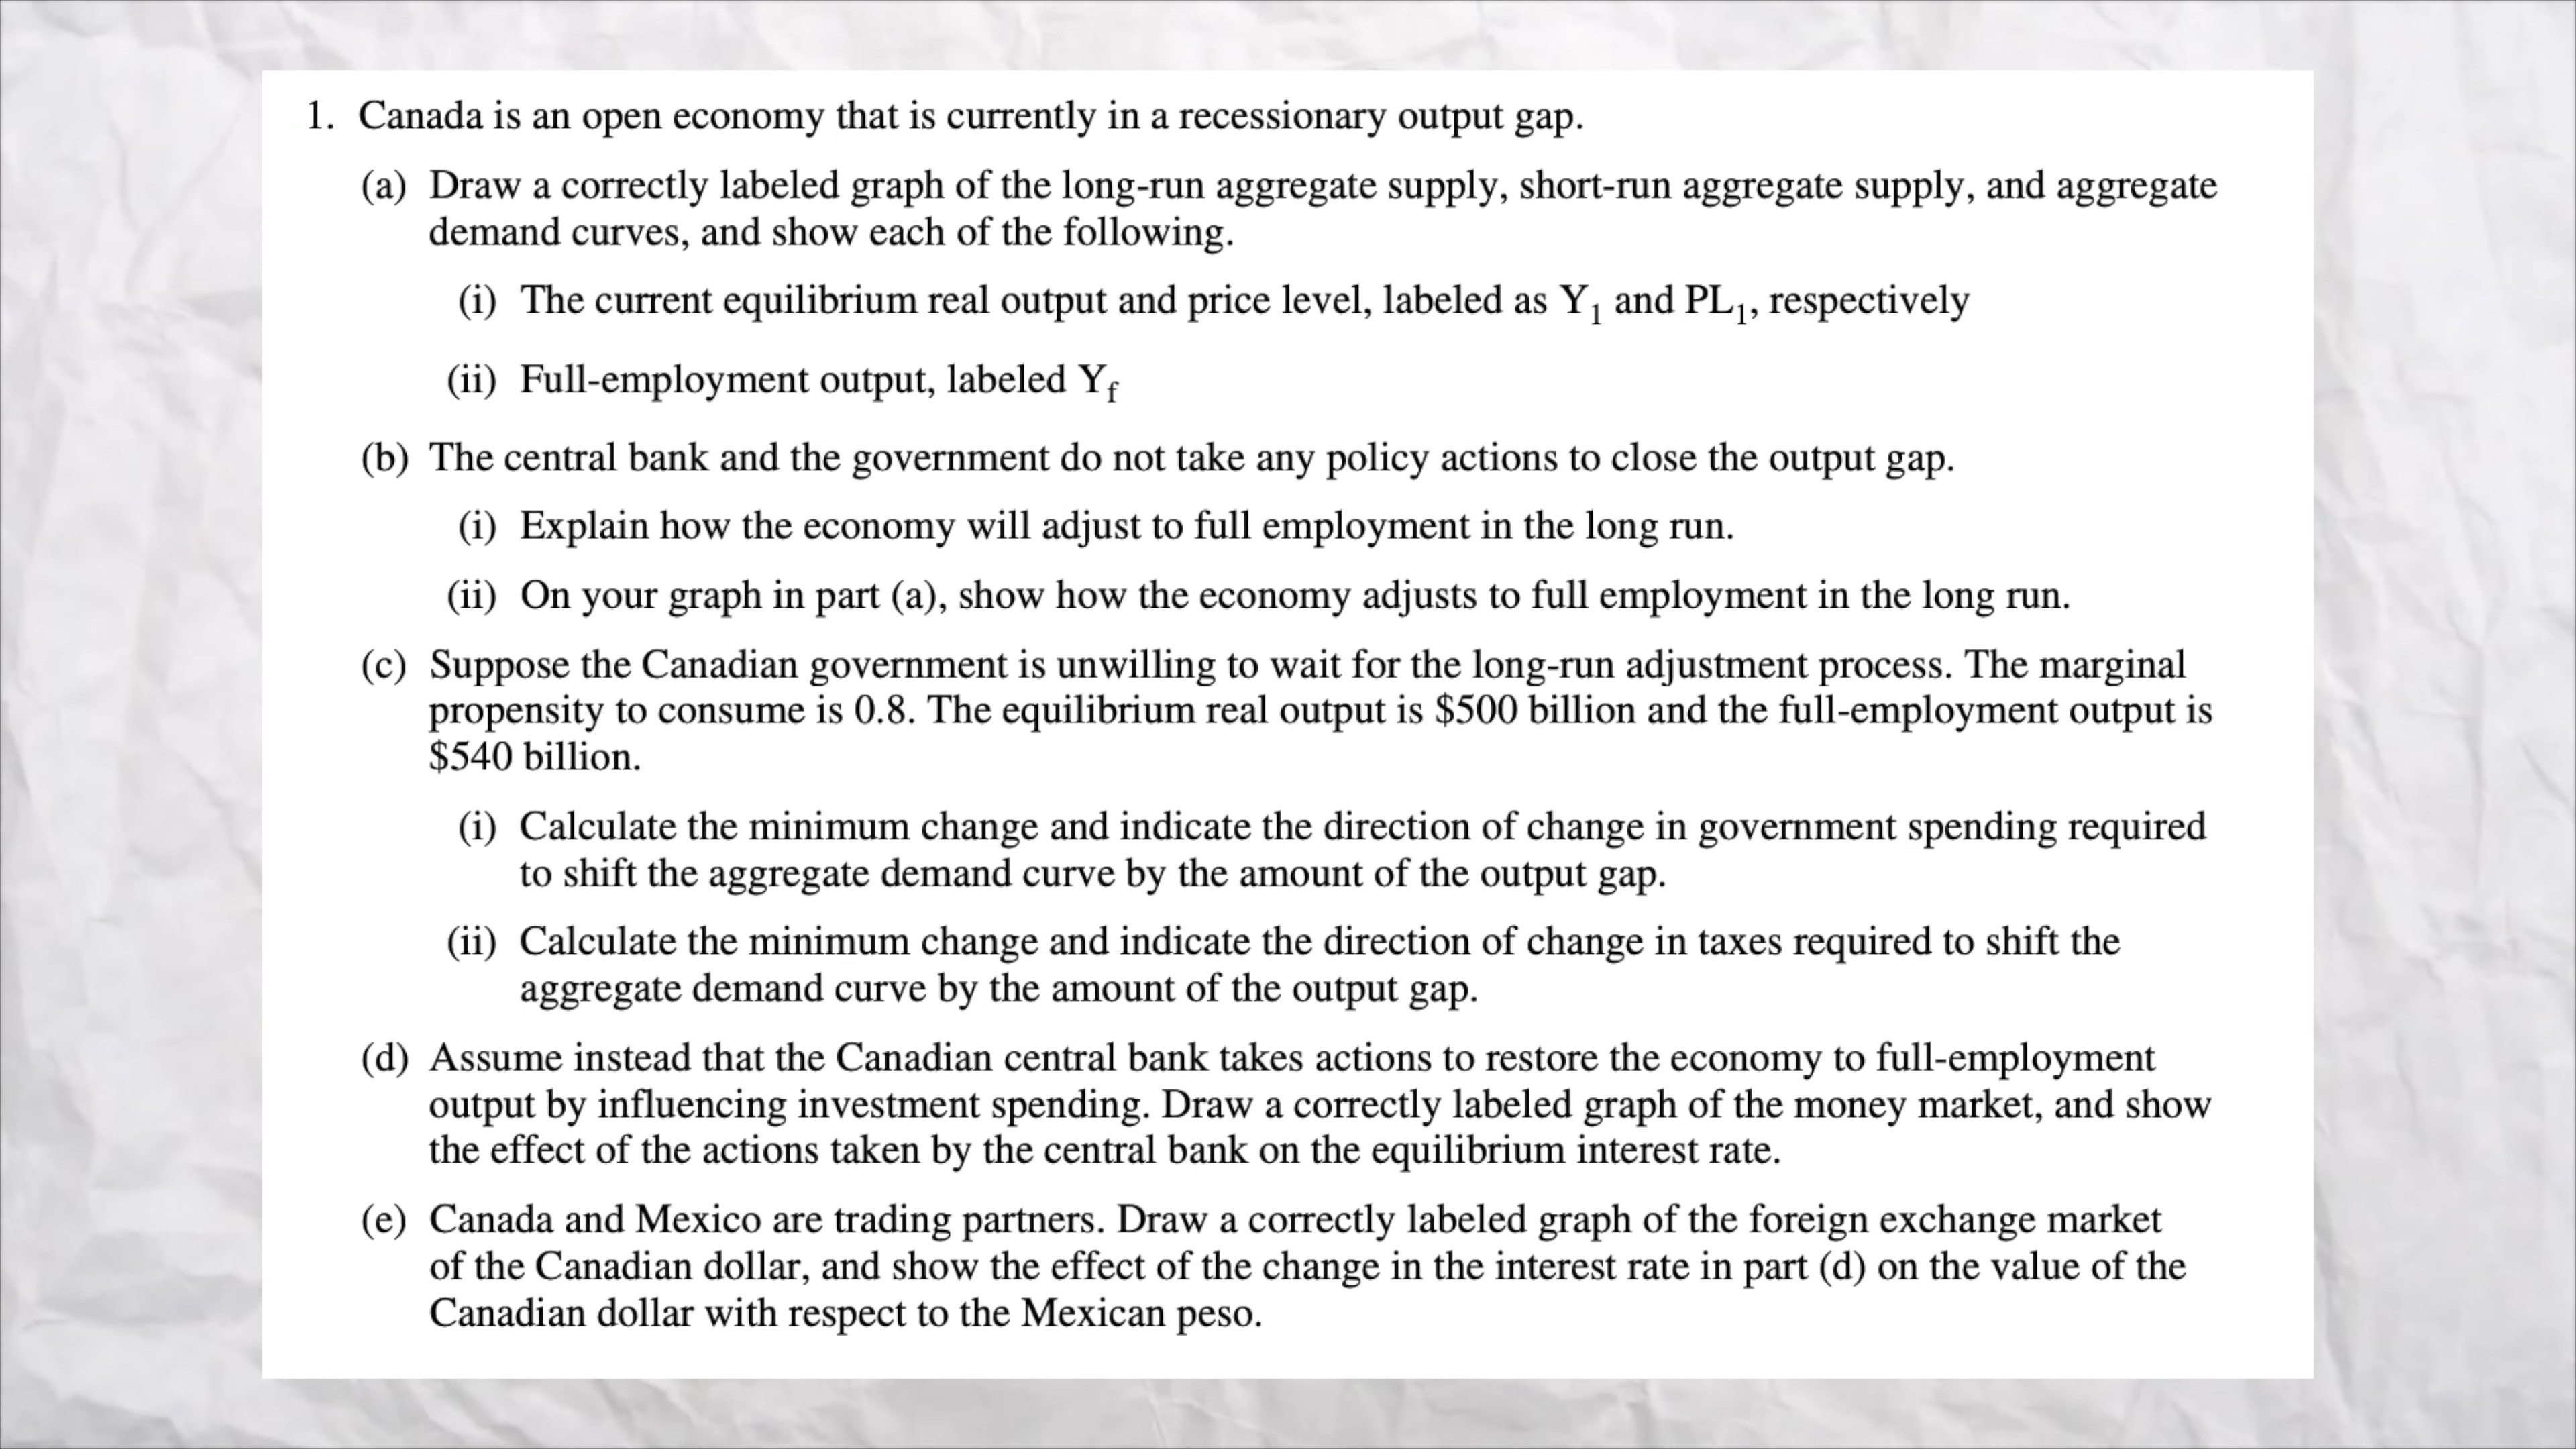 1. Canada is an open economy that is currently in a recessionary output gap.
(a) Draw a correctly labeled graph of the long-run aggregate supply, short-run aggregate supply, and aggregate
demand curves, and show each of the following.
(i) The current equilibrium real output and price level, labeled as Y₁ and PL₁, respectively
(ii) Full-employment output, labeled Yf
(b) The central bank and the government do not take any policy actions to close the output gap.
(i) Explain how the economy will adjust to full employment in the long run.
(ii) On your graph in part (a), show how the economy adjusts to full employment in the long run.
(c) Suppose the Canadian government is unwilling to wait for the long-run adjustment process. The marginal
propensity to consume is 0.8. The equilibrium real output is $500 billion and the full-employment output is
$540 billion.
(i) Calculate the minimum change and indicate the direction of change in government spending required
to shift the aggregate demand curve by the amount of the output gap.
(ii) Calculate the minimum change and indicate the direction of change in taxes required to shift the
aggregate demand curve by the amount of the output gap.
(d) Assume instead that the Canadian central bank takes actions to restore the economy to full-employment
output by influencing investment spending. Draw a correctly labeled graph of the money market, and show
the effect of the actions taken by the central bank on the equilibrium interest rate.
(e) Canada and Mexico are trading partners. Draw a correctly labeled graph of the foreign exchange market
of the Canadian dollar, and show the effect of the change in the interest rate in part (d) on the value of the
Canadian dollar with respect to the Mexican peso.